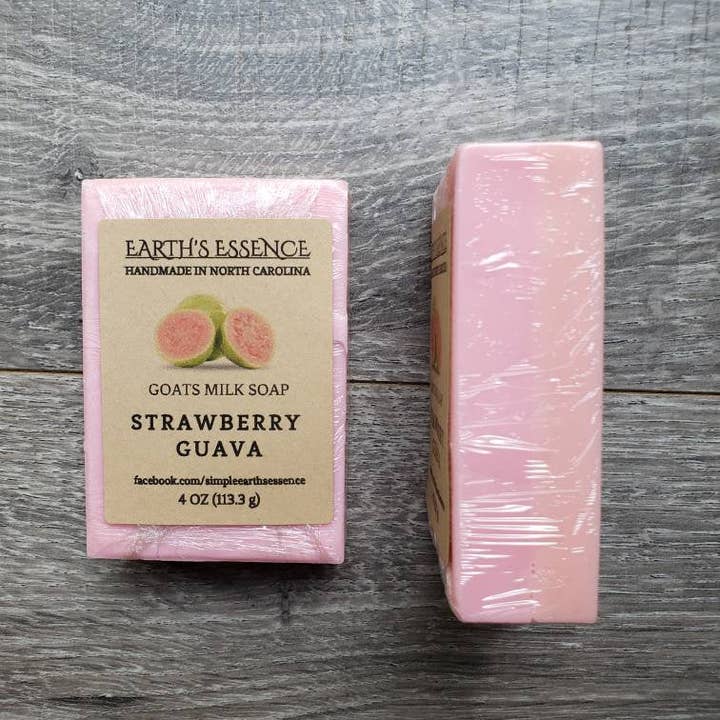 EARTH'S ESSENCE
HANDMADE IN NORTH CAROLINA
GOATS MILK SOAP
STRAWBERRY
GUAVA
facebook.com/simpleearthsessence
4 OZ (113.3 g)